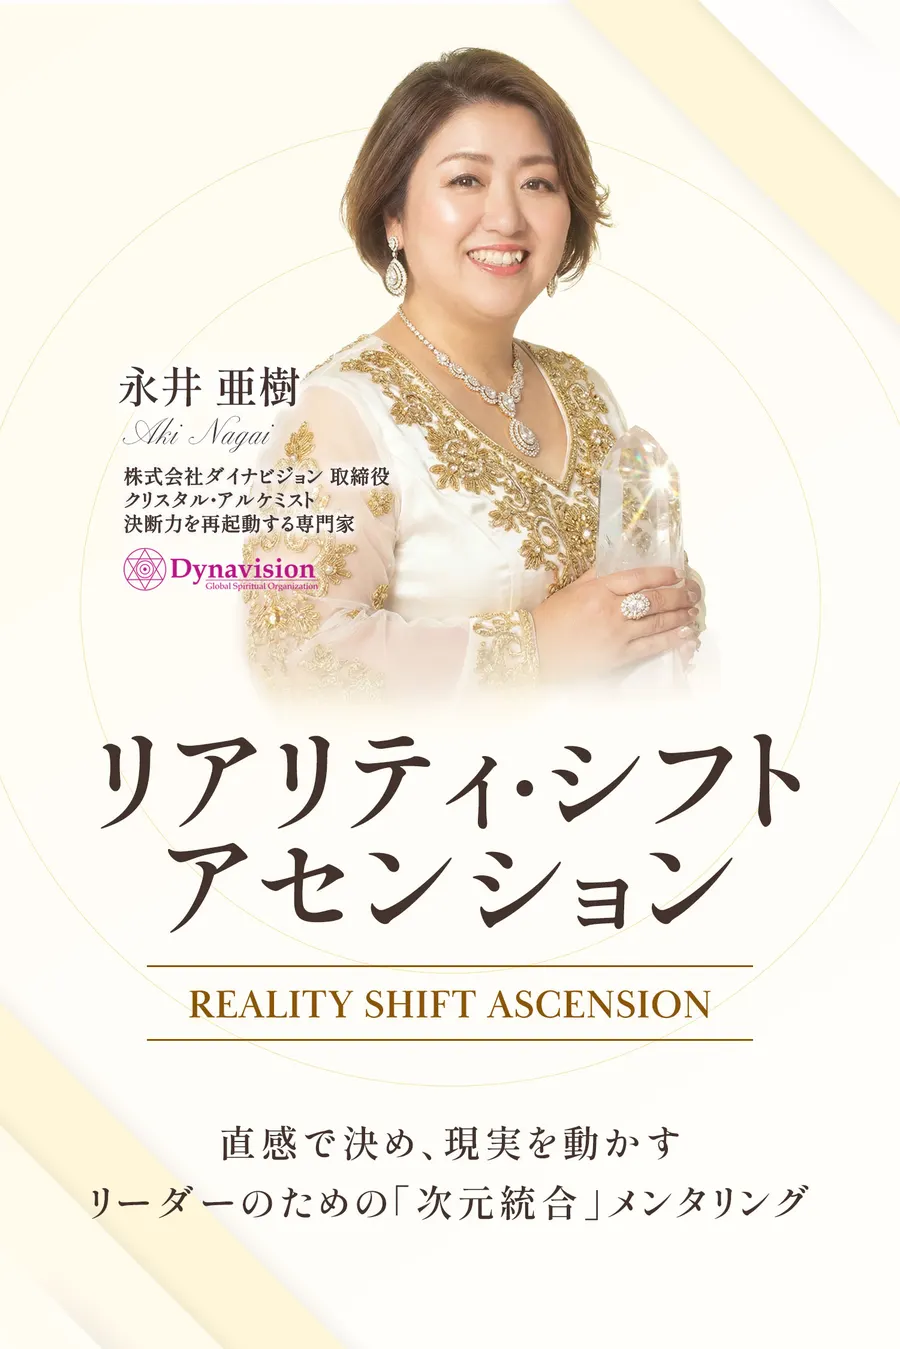 永井 亜樹
Aki Nagai
株式会社ダイナビジョン 取締役
クリスタル・アルケミスト
決断力を再起動する専門家
Dynavision
Global Spiritual Organization
リアリティ・シフト
アセンション
REALITY SHIFT ASCENSION
直感で決め、現実を動かす
リーダーのための「次元統合」メンタリング